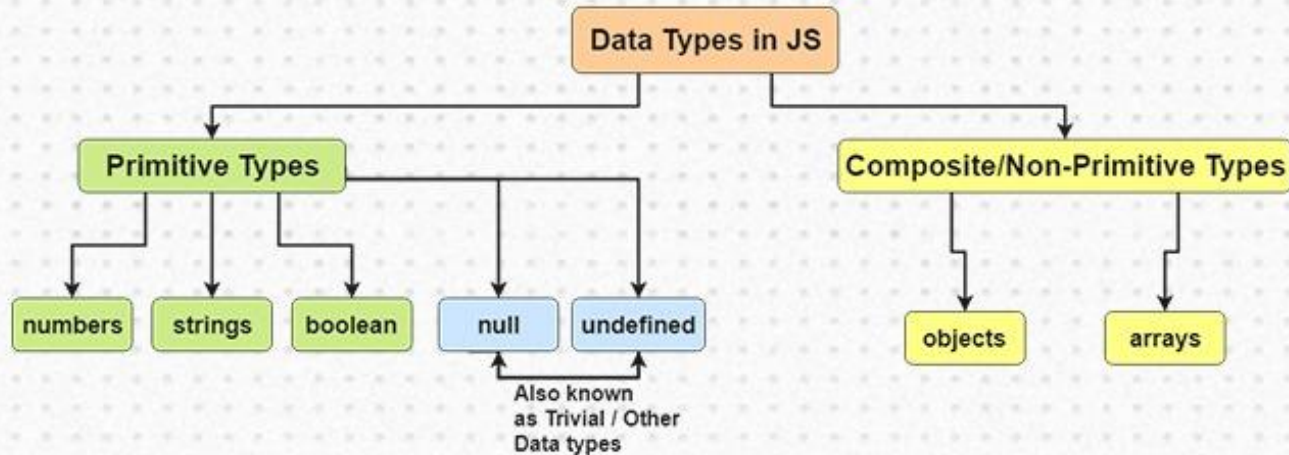 Data Types in JS
Primitive Types
Composite/Non-Primitive Types
numbers
strings
boolean
null
undefined
objects
arrays
Also known
as Trivial / Other
Data types